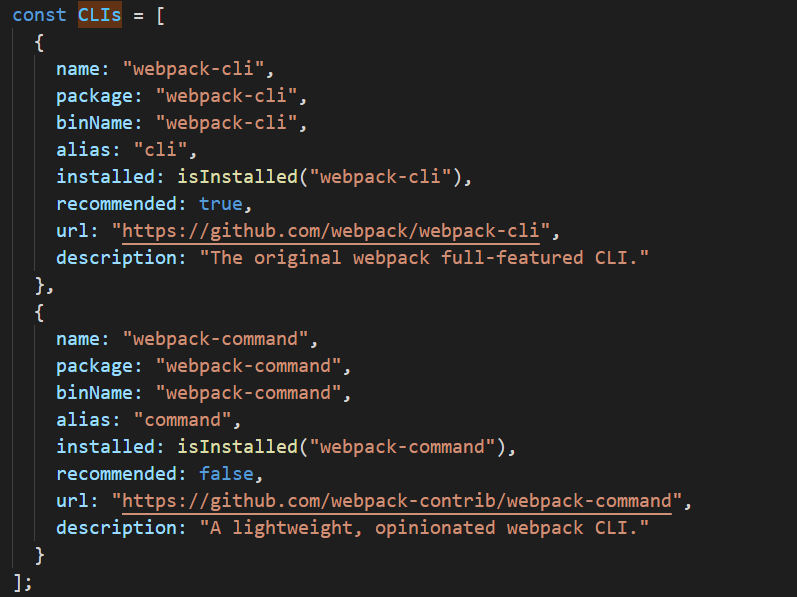 const CLIs = [
  {
    name: "webpack-cli",
    package: "webpack-cli",
    binName: "webpack-cli",
    alias: "cli",
    installed: isInstalled("webpack-cli"),
    recommended: true,
    url: "https://github.com/webpack/webpack-cli",
    description: "The original webpack full-featured CLI."
  },
  {
    name: "webpack-command",
    package: "webpack-command",
    binName: "webpack-command",
    alias: "command",
    installed: isInstalled("webpack-command"),
    recommended: false,
    url: "https://github.com/webpack-contrib/webpack-command",
    description: "A lightweight, opinionated webpack CLI."
  }
];